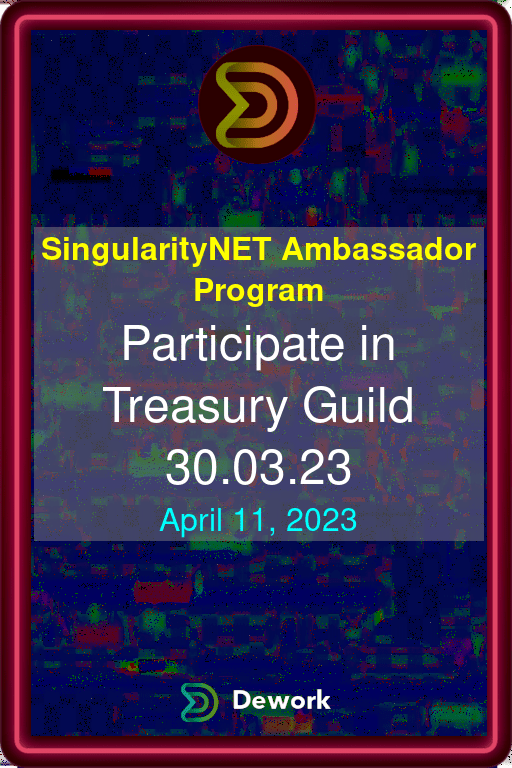 SingularityNET Ambassador
Program
Participate in
Treasury Guild
30.03.23
April 11, 2023
Dework